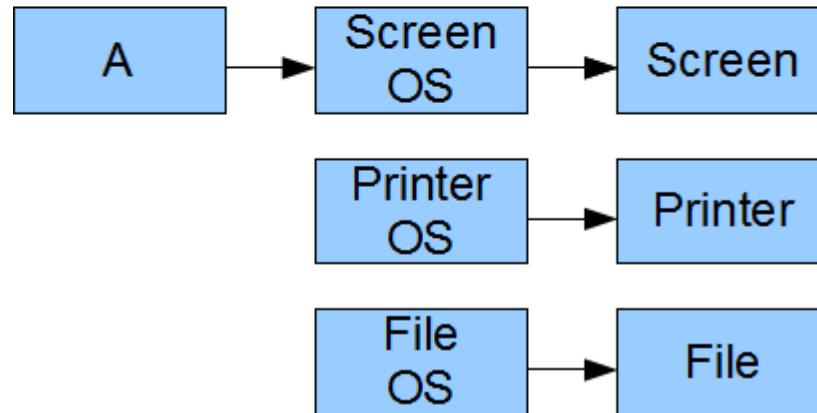 A
Screen
OS
Screen
Printer
OS
Printer
File
OS
File